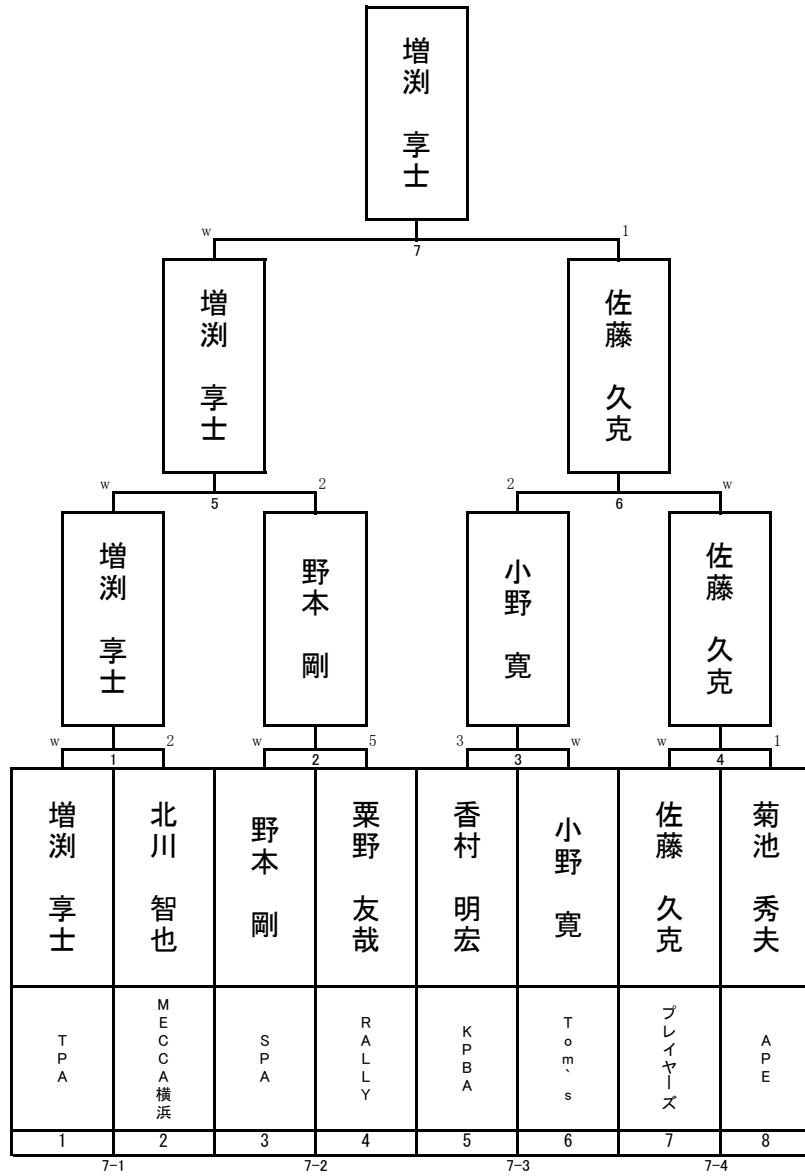 増渕 享士
w 1
7
増渕 享士
佐藤 久克
w 2 2 w
5 6
増渕 享士
野本 剛
小野 寛
佐藤 久克
w 2 w 5 3 w w 1
1 2 3 4
増渕 享士
北川 智也
野本 剛
粟野 友哉
香村 明宏
小野 寛
佐藤 久克
菊池 秀夫
TPA
MECCA横浜
SPA
RALLY
KPBA
Tom`s
プレイヤーズ
APE
1 2 3 4 5 6 7 8
7-1 7-2 7-3 7-4